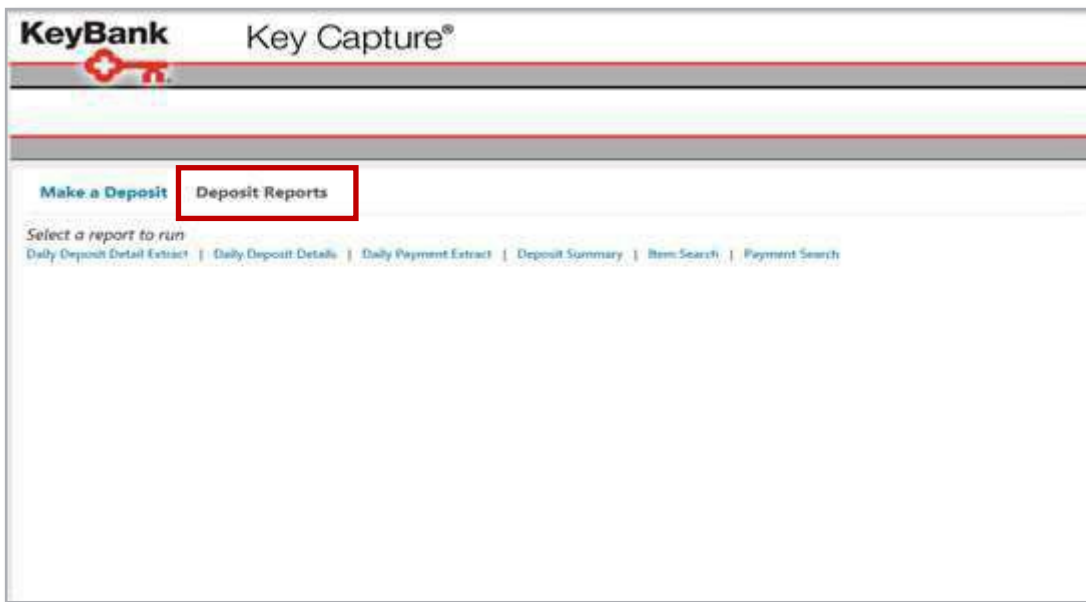 KeyBank Key Capture®
Make a Deposit Deposit Reports
Select a report to run
Daily Deposit Detail Extract | Daily Deposit Details | Daily Payment Extract | Deposit Summary | Item Search | Payment Search